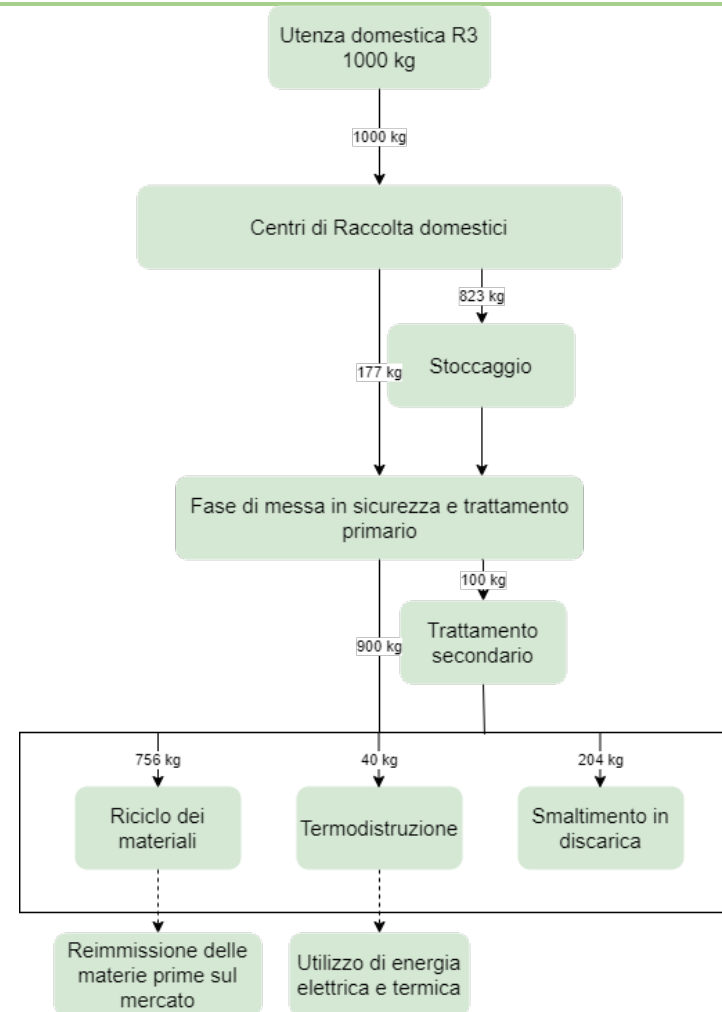 Utenza domestica R3
1000 kg
1000 kg
Centri di Raccolta domestici
823 kg
Stoccaggio
177 kg
Fase di messa in sicurezza e trattamento
primario
100 kg
Trattamento
secondario
900 kg
756 kg
40 kg
204 kg
Riciclo dei
materiali
Termodistruzione
Smaltimento in
discarica
Reimmissione delle
materie prime sul
mercato
Utilizzo di energia
elettrica e termica